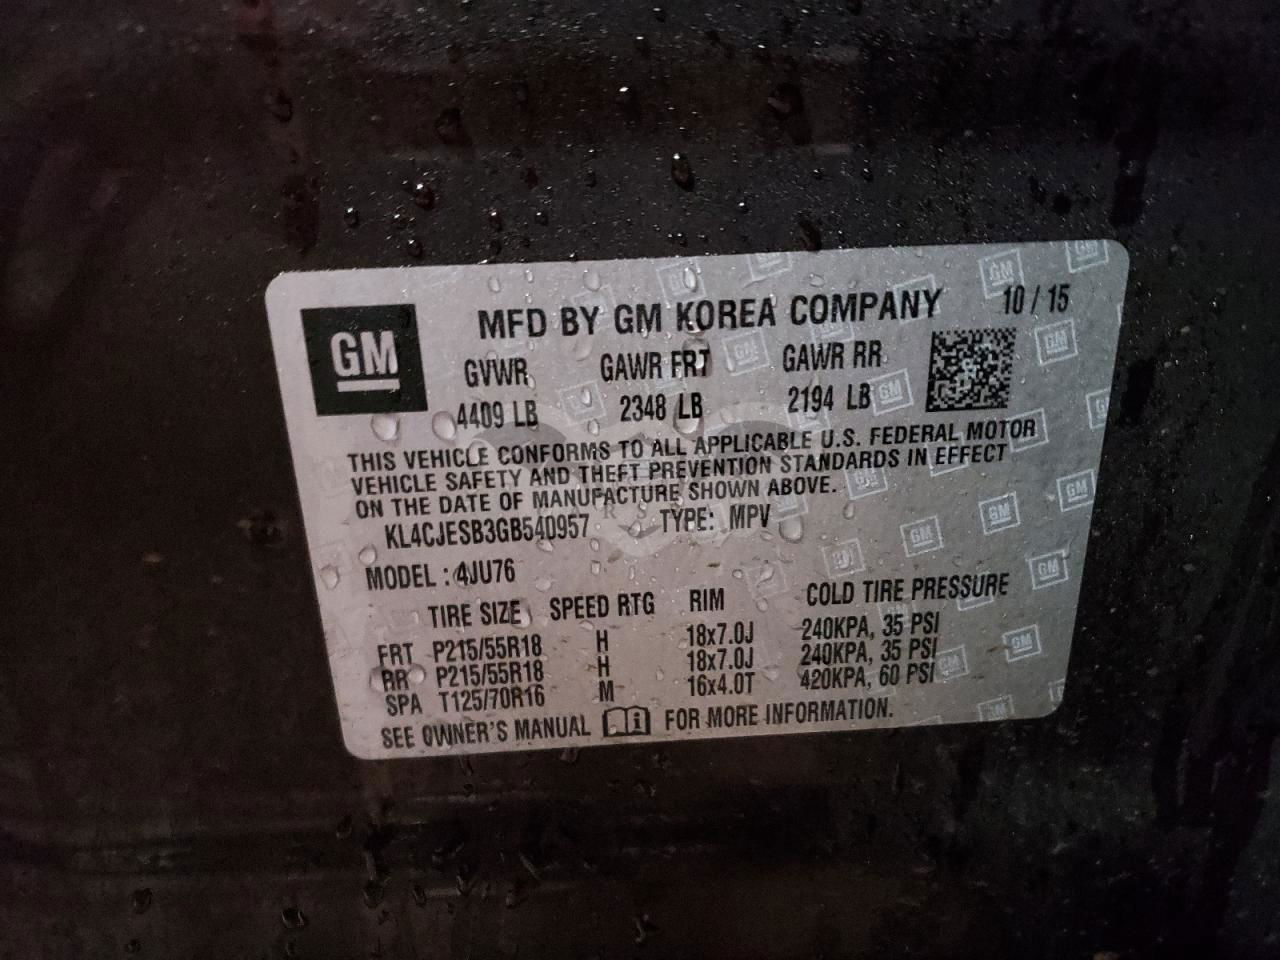 GM
MFD BY GM KOREA COMPANY 10 / 15
GVWR GAWR FRT GAWR RR
4409 LB 2348 LB 2194 LB
THIS VEHICLE CONFORMS TO ALL APPLICABLE U.S. FEDERAL MOTOR
VEHICLE SAFETY AND THEFT PREVENTION STANDARDS IN EFFECT
ON THE DATE OF MANUFACTURE SHOWN ABOVE.
KL4CJESB3GB540957 TYPE: MPV
MODEL : 4JU76
TIRE SIZE SPEED RTG RIM COLD TIRE PRESSURE
FRT P215/55R18 H 18x7.0J 240KPA, 35 PSI
RR P215/55R18 H 18x7.0J 240KPA, 35 PSI
SPA T125/70R16 M 16x4.0T 420KPA, 60 PSI
SEE OWNER'S MANUAL FOR MORE INFORMATION.